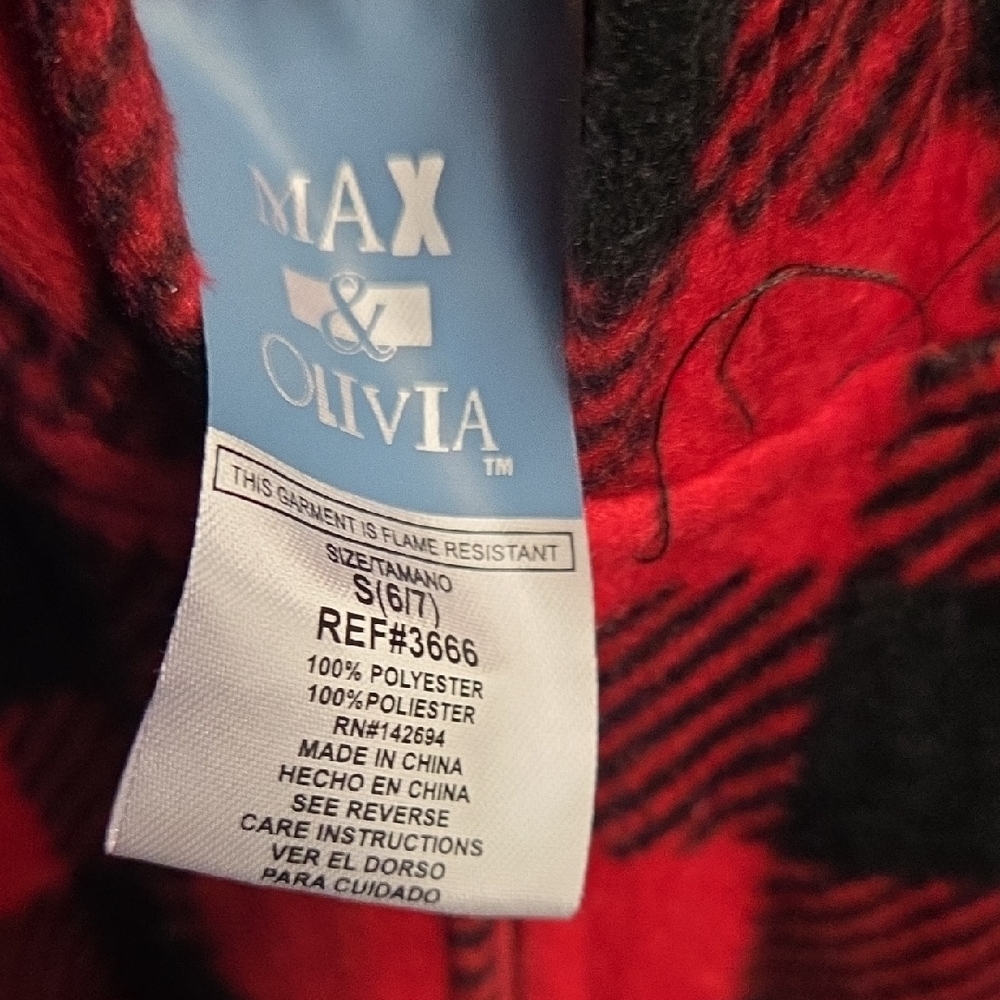 MAX
&
OLIVIA
TM
THIS GARMENT IS FLAME RESISTANT
SIZE/TAMANO
S(6/7)
REF#3666
100% POLYESTER
100%POLIESTER
RN#142694
MADE IN CHINA
HECHO EN CHINA
SEE REVERSE
CARE INSTRUCTIONS
VER EL DORSO
PARA CUIDADO